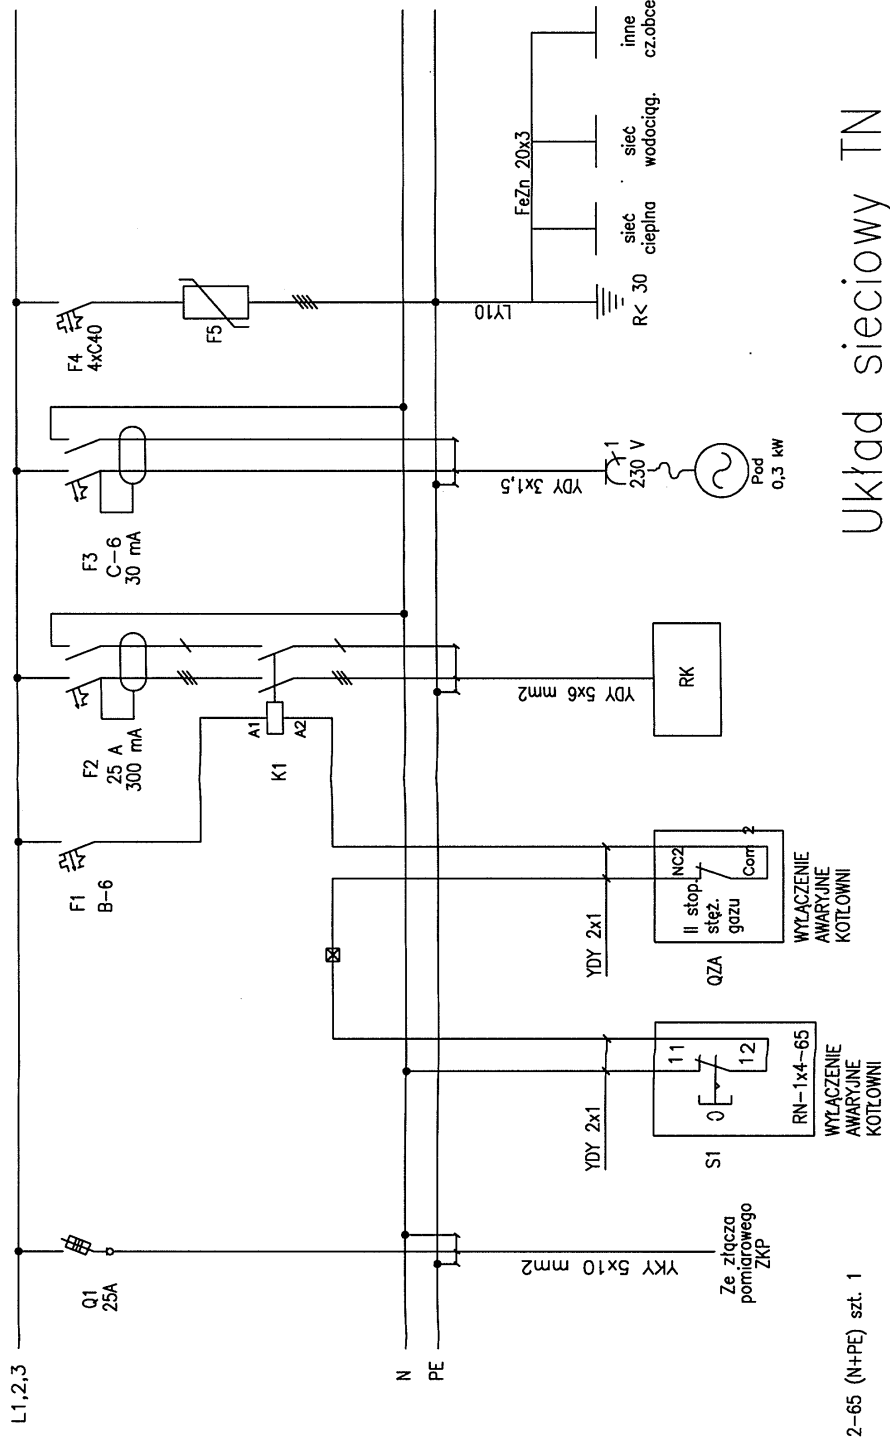 L1,2,3
N
PE
Q1
25A
YKY 5x10 mm2
Ze złącza
pomiarowego
ZKP
F1
B-6
YDY 2x1
S1
11
12
0
RN-1x4-65
WYŁĄCZENIE
AWARYJNE
KOTŁOWNI
YDY 2x1
QZA
NC2
II stop.
stęż.
gazu
Com 2
WYŁĄCZENIE
AWARYJNE
KOTŁOWNI
F2
25 A
300 mA
A1
A2
K1
YDY 5x6 mm2
RK
F3
C-6
30 mA
YDY 3x1,5
1
230 V
Pod
0,3 kW
F4
4xC40
F5
LY10
R< 30
FeZn 20x3
sieć
cieplna
sieć
wodociąg.
inne
cz.obce
Układ sieciowy TN
2-65 (N+PE) szt. 1